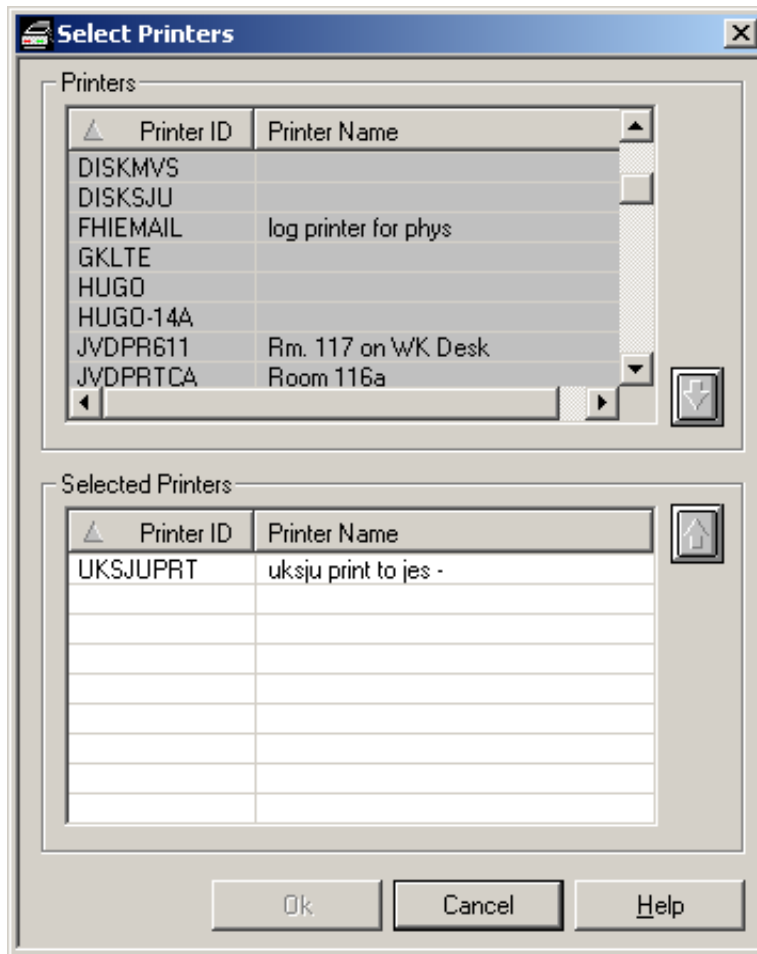 Select Printers
Printers
Printer ID Printer Name
DISKMVS
DISKSJU
FHIEMAIL log printer for phys
GKLTE
HUGO
HUGO-14A
JVDPR611 Rm. 117 on WK Desk
JVDPRTCA Room 116a
Selected Printers
Printer ID Printer Name
UKSJUPRT uksju print to jes -
Ok Cancel Help